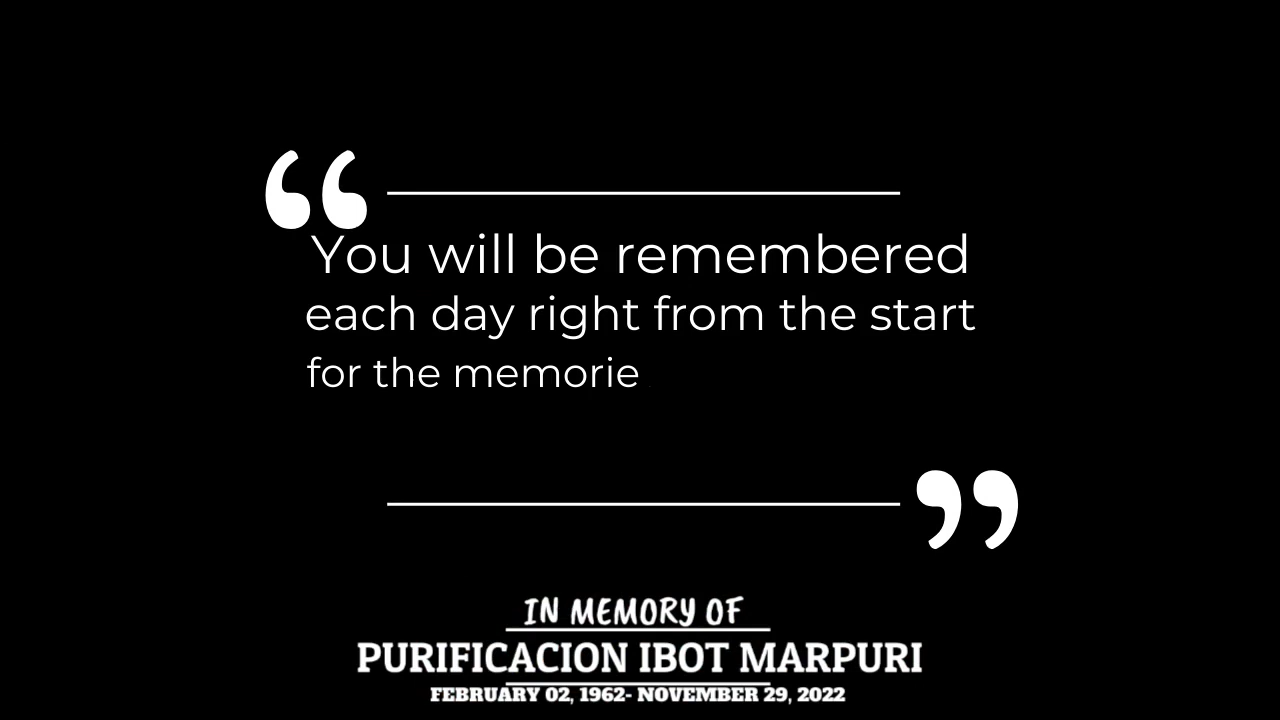 “
You will be remembered
each day right from the start
for the memorie
”
IN MEMORY OF
PURIFICACION IBOT MARPURI
FEBRUARY 02, 1962- NOVEMBER 29, 2022